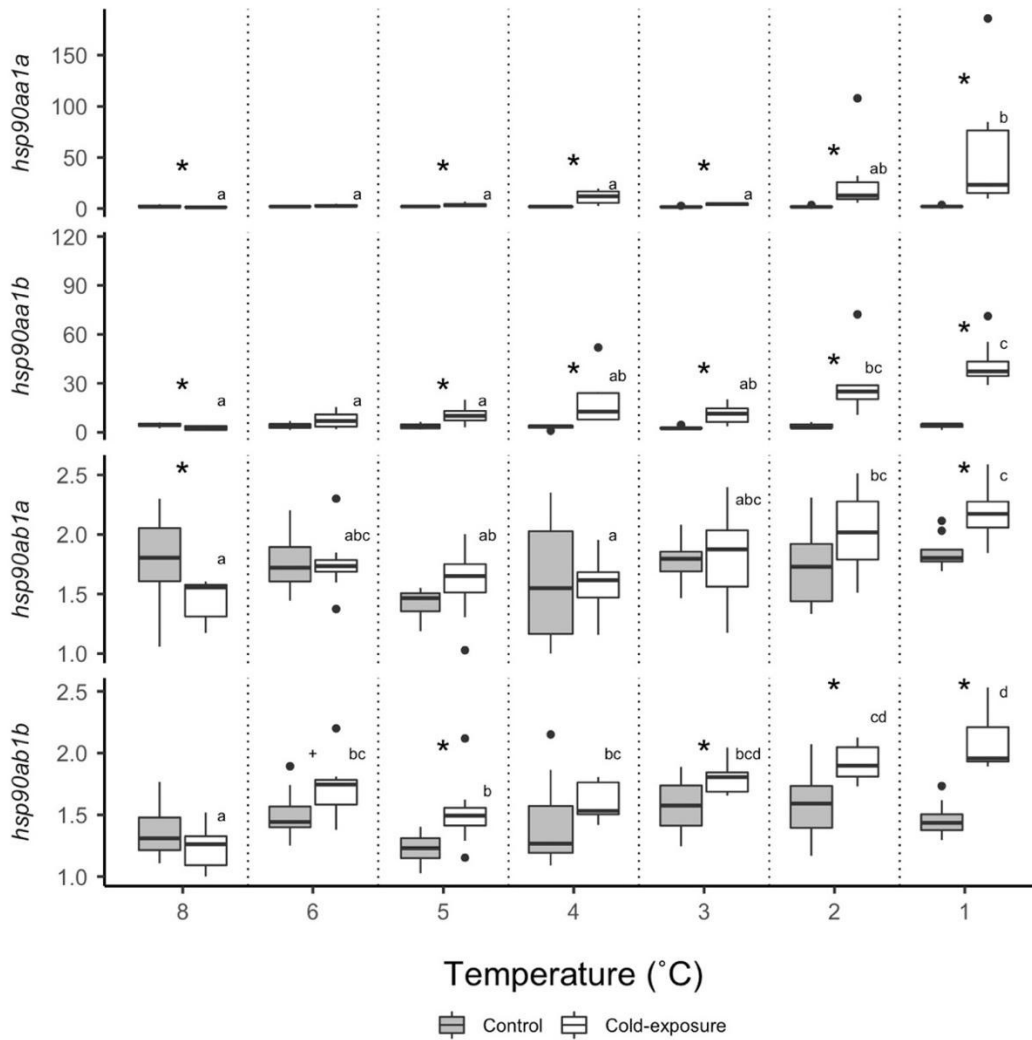 hsp90aa1a
150
100
50
0
* * * * * *
a a a a a ab b
hsp90aa1b
120
90
60
30
0
* * * * * *
a a a ab ab bc c
hsp90ab1a
2.5
2.0
1.5
1.0
* *
a abc ab a abc bc c
hsp90ab1b
2.5
2.0
1.5
1.0
+ * * * *
a bc b bc bcd cd d
8 6 5 4 3 2 1
Temperature (˚C)
Control Cold-exposure